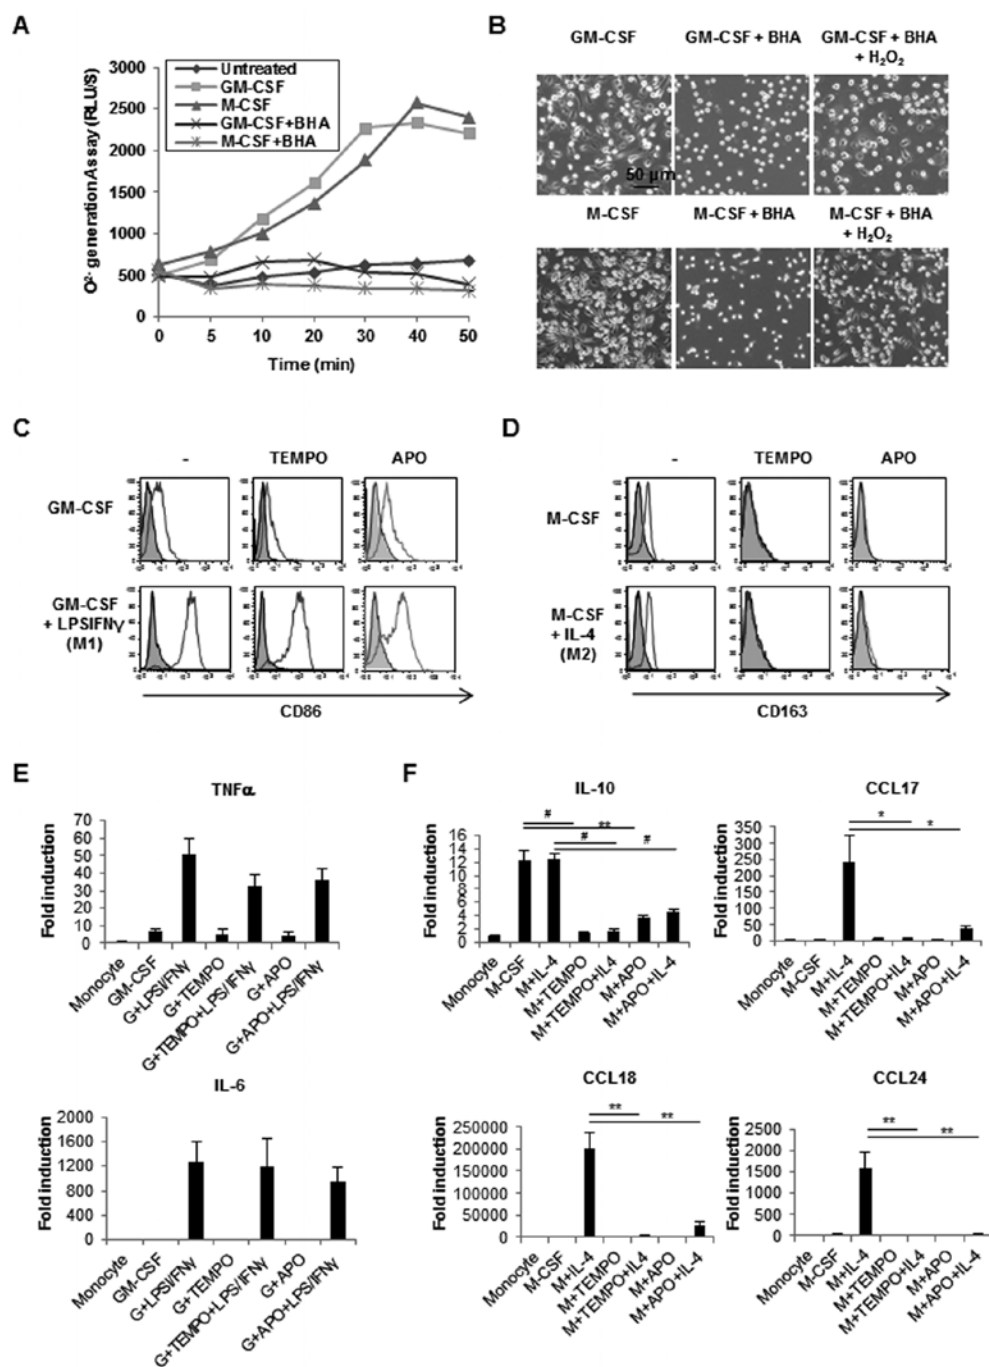 A
O²⁻ generation Assay (RLU/S)
3000
2500
2000
1500
1000
500
0
Untreated
GM-CSF
M-CSF
GM-CSF+BHA
M-CSF+BHA
0 5 10 20 30 40 50
Time (min)
B
GM-CSF
GM-CSF + BHA
GM-CSF + BHA
+ H₂O₂
50 µm
M-CSF
M-CSF + BHA
M-CSF + BHA
+ H₂O₂
C
- TEMPO APO
GM-CSF
GM-CSF
+ LPSIFNγ
(M1)
CD86
D
- TEMPO APO
M-CSF
M-CSF
+ IL-4
(M2)
CD163
E
TNFα
Fold induction
70
60
50
40
30
20
10
0
Monocyte
GM-CSF
G+LPSI/FNγ
G+TEMPO
G+TEMPO+LPS/IFNγ
G+APO
G+APO+LPS/IFNγ
IL-6
Fold induction
2000
1600
1200
800
400
0
Monocyte
GM-CSF
G+LPSI/FNγ
G+TEMPO
G+TEMPO+LPS/IFNγ
G+APO
G+APO+LPS/IFNγ
F
IL-10
Fold induction
16
14
12
10
8
6
4
2
0
#
**
#
#
Monocyte
M-CSF
M+IL-4
M+TEMPO
M+TEMPO+IL4
M+APO
M+APO+IL-4
CCL17
Fold induction
350
300
250
200
150
100
50
0
*
*
Monocyte
M-CSF
M+IL-4
M+TEMPO
M+TEMPO+IL4
M+APO
M+APO+IL-4
CCL18
Fold induction
250000
200000
150000
100000
50000
0
**
**
Monocyte
M-CSF
M+IL-4
M+TEMPO
M+TEMPO+IL4
M+APO
M+APO+IL-4
CCL24
Fold induction
2500
2000
1500
1000
500
0
**
**
Monocyte
M-CSF
M+IL-4
M+TEMPO
M+TEMPO+IL4
M+APO
M+APO+IL-4